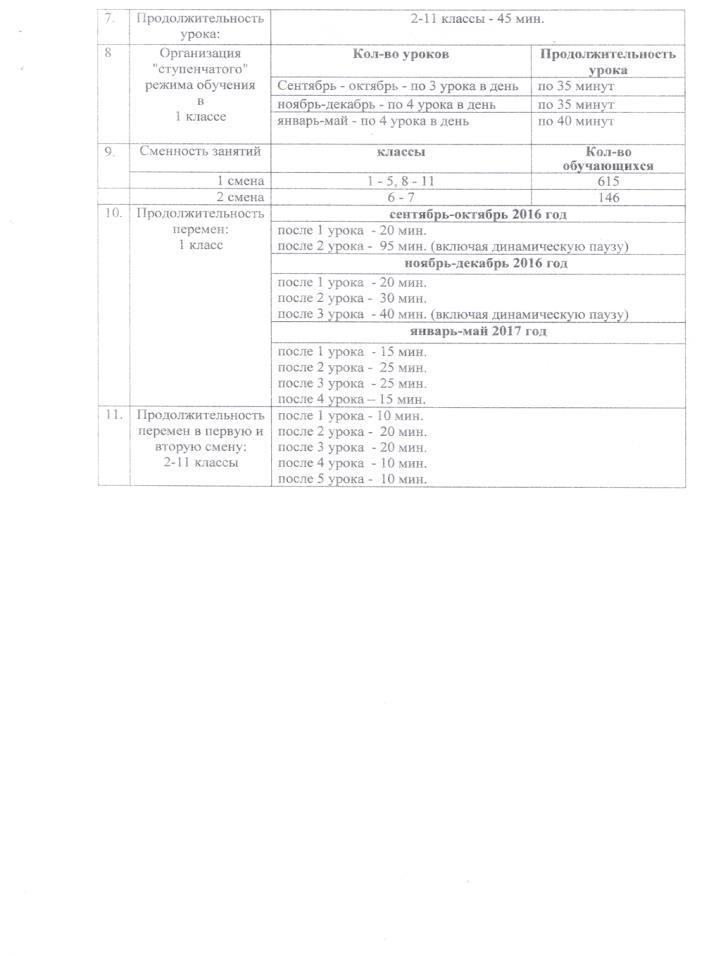 7. Продолжительность урока: 2-11 классы - 45 мин.
8 Организация "ступенчатого" режима обучения в 1 классе
Кол-во уроков Продолжительность урока
Сентябрь - октябрь - по 3 урока в день по 35 минут
ноябрь-декабрь - по 4 урока в день по 35 минут
январь-май - по 4 урока в день по 40 минут
9. Сменность занятий классы Кол-во обучающихся
1 смена 1 - 5, 8 - 11 615
2 смена 6 - 7 146
10. Продолжительность перемен: 1 класс
сентябрь-октябрь 2016 год
после 1 урока - 20 мин.
после 2 урока - 95 мин. (включая динамическую паузу)
ноябрь-декабрь 2016 год
после 1 урока - 20 мин.
после 2 урока - 30 мин.
после 3 урока - 40 мин. (включая динамическую паузу)
январь-май 2017 год
после 1 урока - 15 мин.
после 2 урока - 25 мин.
после 3 урока - 25 мин.
после 4 урока – 15 мин.
11. Продолжительность перемен в первую и вторую смену: 2-11 классы
после 1 урока - 10 мин.
после 2 урока - 20 мин.
после 3 урока - 20 мин.
после 4 урока - 10 мин.
после 5 урока - 10 мин.